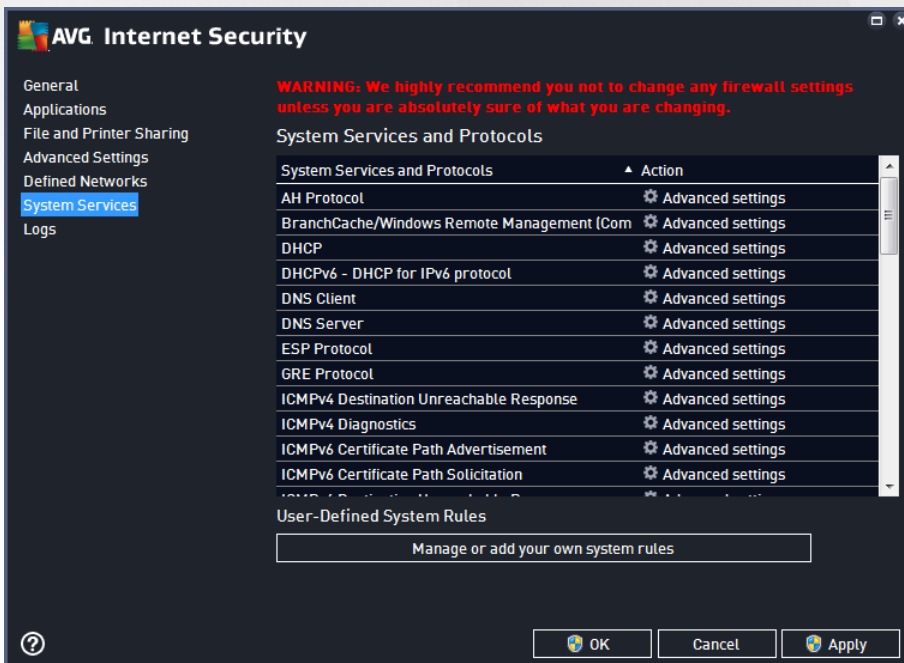 AVG Internet Security
General
Applications
File and Printer Sharing
Advanced Settings
Defined Networks
System Services
Logs
WARNING: We highly recommend you not to change any firewall settings
unless you are absolutely sure of what you are changing.
System Services and Protocols
System Services and Protocols Action
AH Protocol Advanced settings
BranchCache/Windows Remote Management (Com Advanced settings
DHCP Advanced settings
DHCPv6 - DHCP for IPv6 protocol Advanced settings
DNS Client Advanced settings
DNS Server Advanced settings
ESP Protocol Advanced settings
GRE Protocol Advanced settings
ICMPv4 Destination Unreachable Response Advanced settings
ICMPv4 Diagnostics Advanced settings
ICMPv6 Certificate Path Advertisement Advanced settings
ICMPv6 Certificate Path Solicitation Advanced settings
User-Defined System Rules
Manage or add your own system rules
? OK Cancel Apply